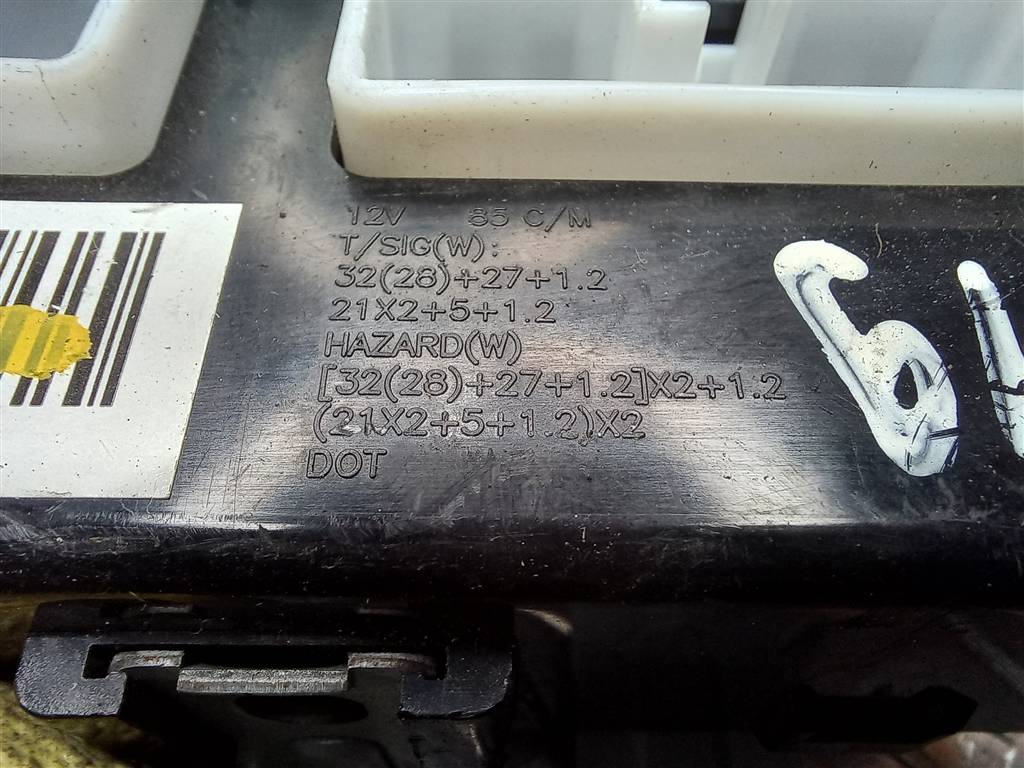 12V 85 C/M
T/SIG(W):
32(28)+27+1.2
21X2+5+1.2
HAZARD(W)
[32(28)+27+1.2]X2+1.2
(21X2+5+1.2)X2
DOT